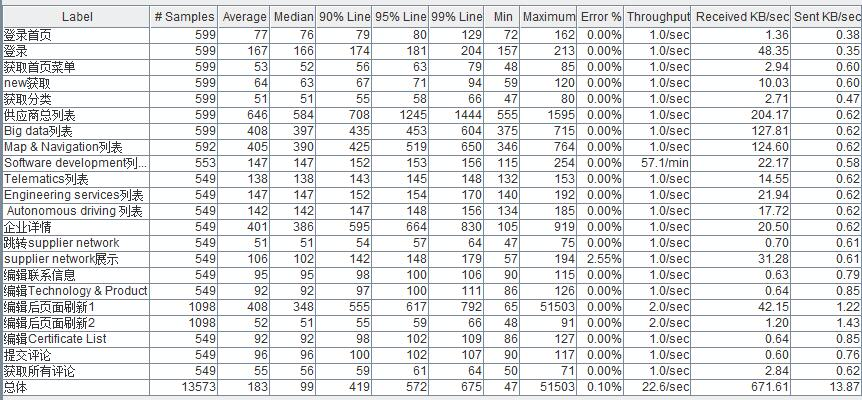 Label # Samples Average Median 90% Line 95% Line 99% Line Min Maximum Error % Throughput Received KB/sec Sent KB/sec
登录首页 599 77 76 79 80 129 72 162 0.00% 1.0/sec 1.36 0.38
登录 599 167 166 174 181 204 157 213 0.00% 1.0/sec 48.35 0.35
获取首页菜单 599 53 52 56 63 79 48 85 0.00% 1.0/sec 2.94 0.60
new获取 599 64 63 67 71 94 59 120 0.00% 1.0/sec 10.03 0.60
获取分类 599 51 51 55 58 66 47 80 0.00% 1.0/sec 2.71 0.47
供应商总列表 599 646 584 708 1245 1444 555 1595 0.00% 1.0/sec 204.17 0.62
Big data列表 599 408 397 435 453 604 375 715 0.00% 1.0/sec 127.81 0.62
Map & Navigation列表 592 405 390 425 519 650 346 764 0.00% 1.0/sec 124.60 0.62
Software development列... 553 147 147 152 153 156 115 254 0.00% 57.1/min 22.17 0.58
Telematics列表 549 138 138 143 145 148 132 153 0.00% 1.0/sec 14.55 0.62
Engineering services列表 549 147 147 152 154 170 140 192 0.00% 1.0/sec 21.94 0.62
Autonomous driving 列表 549 142 142 147 148 156 134 185 0.00% 1.0/sec 17.72 0.62
企业详情 549 401 386 595 664 830 105 919 0.00% 1.0/sec 20.50 0.62
跳转supplier network 549 51 51 54 57 64 47 75 0.00% 1.0/sec 0.70 0.61
supplier network展示 549 106 102 142 148 179 57 194 2.55% 1.0/sec 31.28 0.61
编辑联系信息 549 95 95 98 100 106 90 115 0.00% 1.0/sec 0.63 0.79
编辑Technology & Product 549 92 92 97 100 111 86 126 0.00% 1.0/sec 0.64 0.85
编辑后页面刷新1 1098 408 348 555 617 792 65 51503 0.00% 2.0/sec 42.15 1.22
编辑后页面刷新2 1098 52 51 55 59 66 48 91 0.00% 2.0/sec 1.20 1.43
编辑Certificate List 549 92 92 98 102 109 86 127 0.00% 1.0/sec 0.64 0.85
提交评论 549 96 96 100 102 107 90 117 0.00% 1.0/sec 0.60 0.76
获取所有评论 549 55 56 59 61 64 50 71 0.00% 1.0/sec 2.84 0.62
总体 13573 183 99 419 572 675 47 51503 0.10% 22.6/sec 671.61 13.87